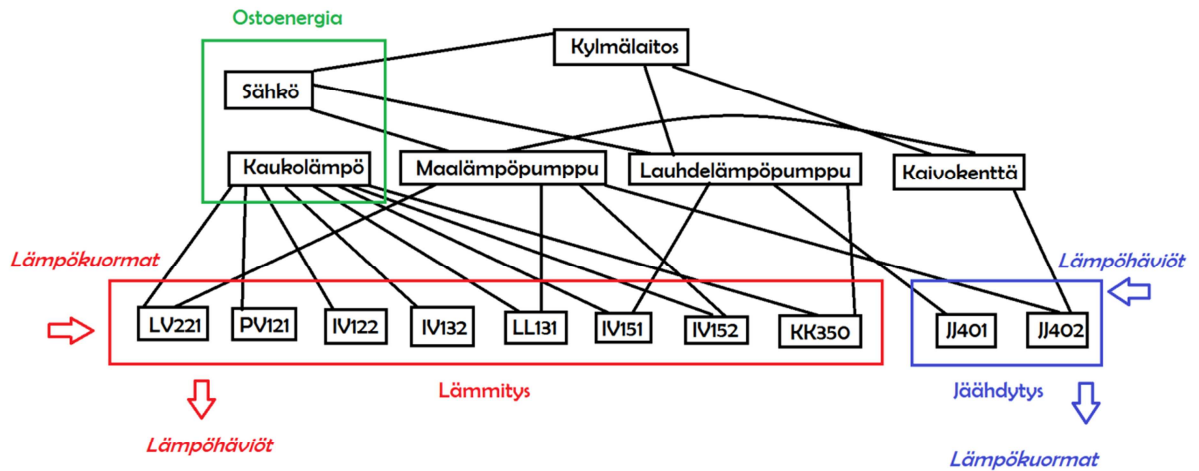 Ostoenergia
Kylmälaitos
Sähkö
Kaukolämpö
Maalämpöpumppu
Lauhdelämpöpumppu
Kaivokenttä
Lämpökuormat
Lämpöhäviöt
LV221
PV121
IV122
IV132
LL131
IV151
IV152
KK350
JJ401
JJ402
Lämmitys
Jäähdytys
Lämpöhäviöt
Lämpökuormat